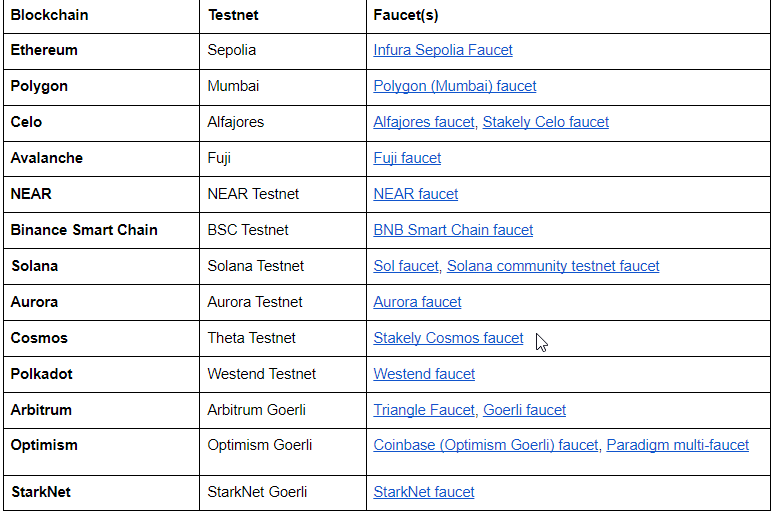 Blockchain Testnet Faucet(s)
Ethereum Sepolia Infura Sepolia Faucet
Polygon Mumbai Polygon (Mumbai) faucet
Celo Alfajores Alfajores faucet, Stakely Celo faucet
Avalanche Fuji Fuji faucet
NEAR NEAR Testnet NEAR faucet
Binance Smart Chain BSC Testnet BNB Smart Chain faucet
Solana Solana Testnet Sol faucet, Solana community testnet faucet
Aurora Aurora Testnet Aurora faucet
Cosmos Theta Testnet Stakely Cosmos faucet
Polkadot Westend Testnet Westend faucet
Arbitrum Arbitrum Goerli Triangle Faucet, Goerli faucet
Optimism Optimism Goerli Coinbase (Optimism Goerli) faucet, Paradigm multi-faucet
StarkNet StarkNet Goerli StarkNet faucet